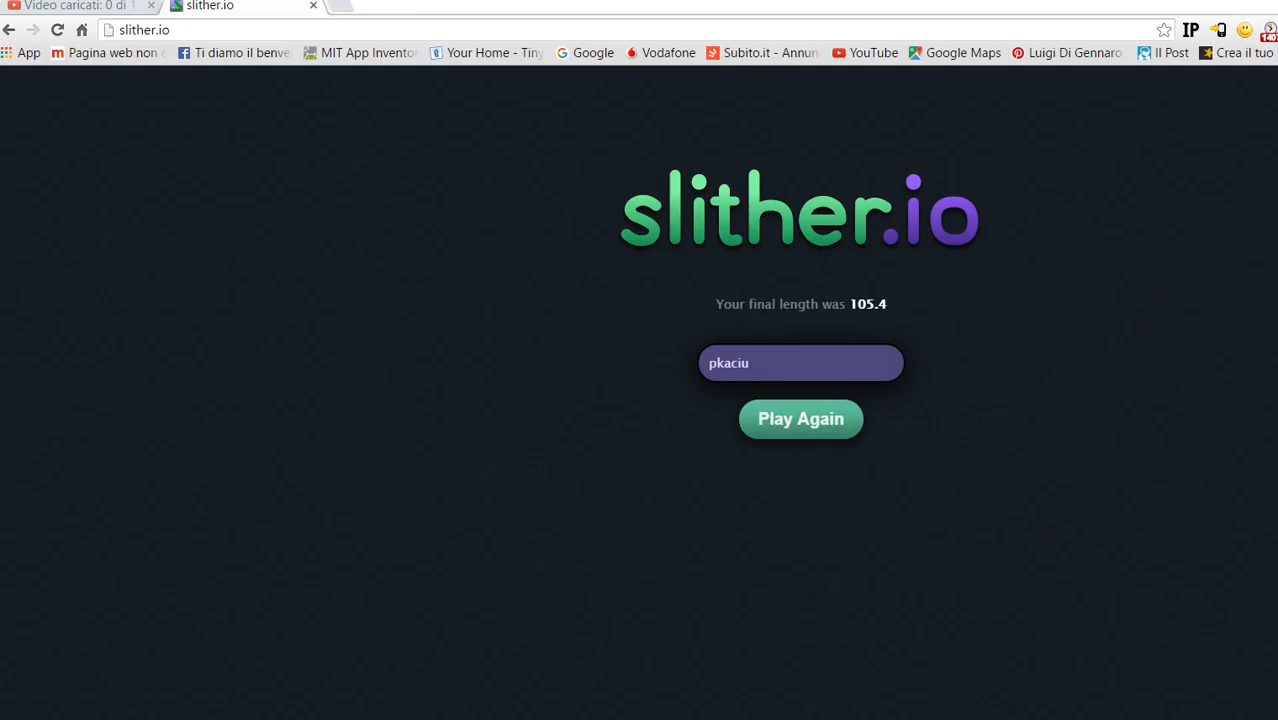 Video caricati: 0 di 1
slither.io
slither.io
IP
App
Pagina web non
Ti diamo il benve
MIT App Inventor
Your Home - Tiny
Google
Vodafone
Subito.it - Annun
YouTube
Google Maps
Luigi Di Gennaro
Il Post
Crea il tuo
slither.io
Your final length was 105.4
pkaciu
Play Again